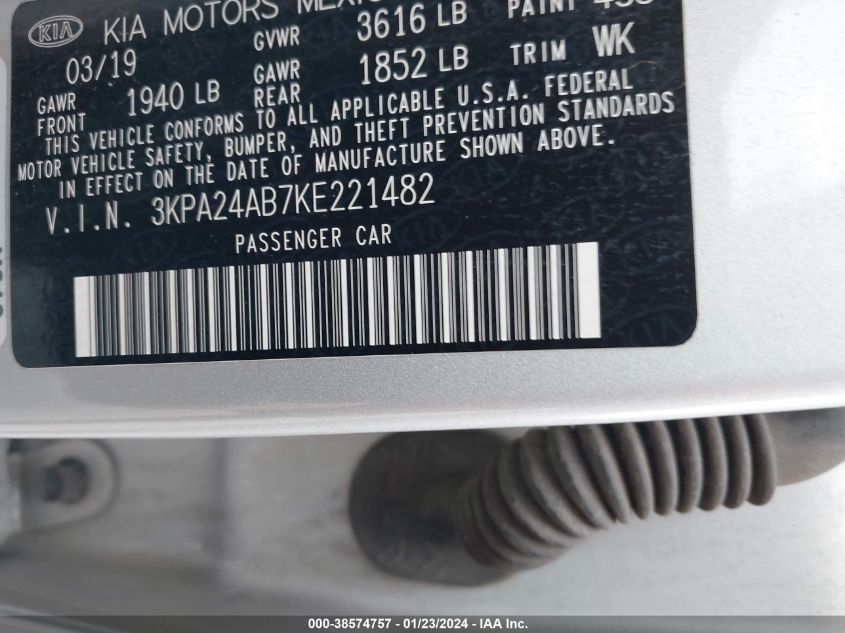 KIA KIA MOTORS MEXICO
03/19 GVWR 3616 LB PAINT
GAWR FRONT 1940 LB GAWR REAR 1852 LB TRIM WK
THIS VEHICLE CONFORMS TO ALL APPLICABLE U.S.A. FEDERAL
MOTOR VEHICLE SAFETY, BUMPER, AND THEFT PREVENTION STANDARDS
IN EFFECT ON THE DATE OF MANUFACTURE SHOWN ABOVE.
V.I.N. 3KPA24AB7KE221482
PASSENGER CAR
000-38574757 - 01/23/2024 - IAA Inc.